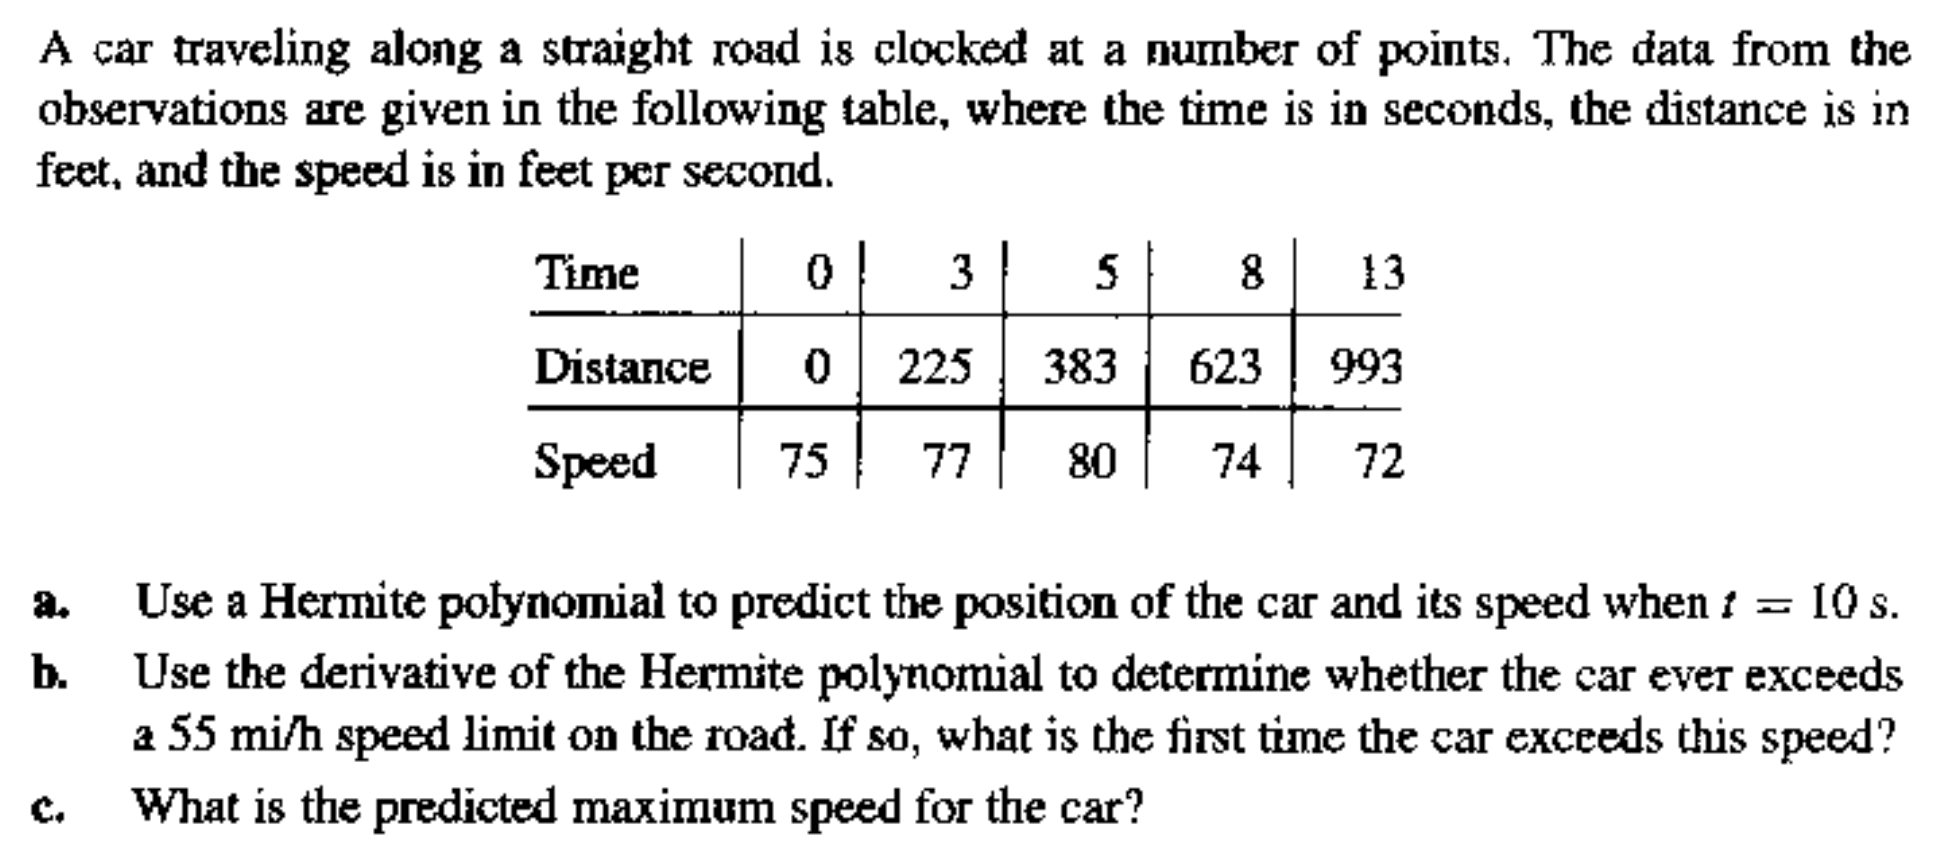 A car traveling along a straight road is clocked at a number of points. The data from the
observations are given in the following table, where the time is in seconds, the distance is in
feet, and the speed is in feet per second.
Time 0 3 5 8 13
Distance 0 225 383 623 993
Speed 75 77 80 74 72
a. Use a Hermite polynomial to predict the position of the car and its speed when t = 10 s.
b. Use the derivative of the Hermite polynomial to determine whether the car ever exceeds
a 55 mi/h speed limit on the road. If so, what is the first time the car exceeds this speed?
c. What is the predicted maximum speed for the car?